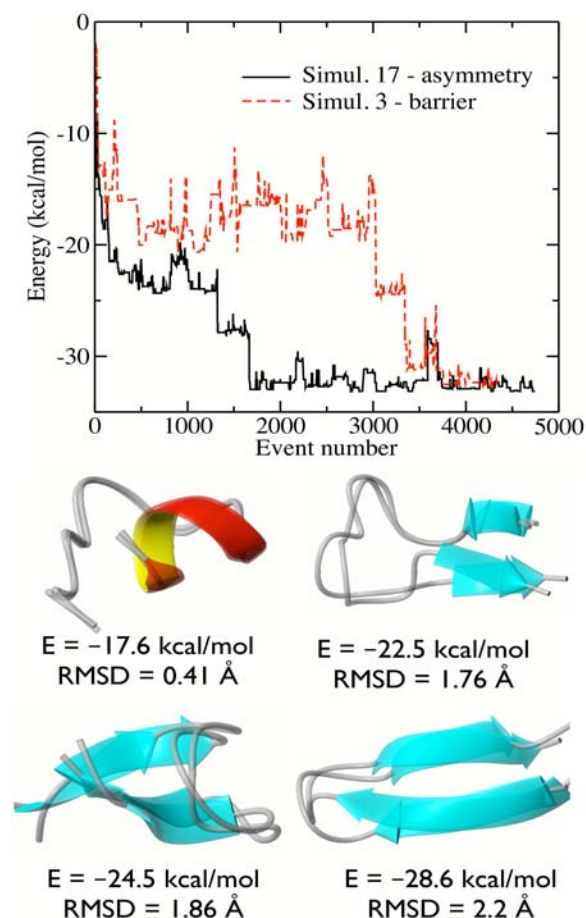 0
Simul. 17 - asymmetry
Simul. 3 - barrier
-10
-20
-30
Energy (kcal/mol)
0 1000 2000 3000 4000 5000
Event number
E = −17.6 kcal/mol
RMSD = 0.41 Å
E = −22.5 kcal/mol
RMSD = 1.76 Å
E = −24.5 kcal/mol
RMSD = 1.86 Å
E = −28.6 kcal/mol
RMSD = 2.2 Å